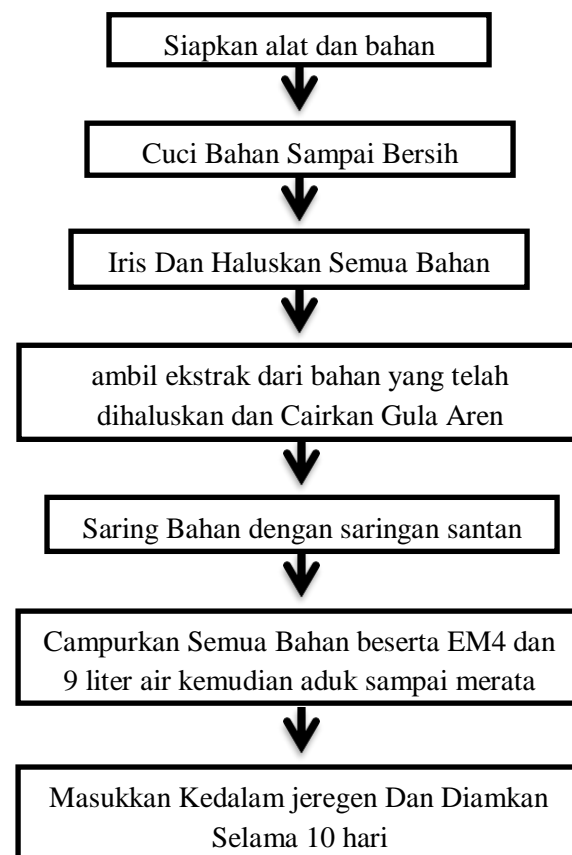 Siapkan alat dan bahan
Cuci Bahan Sampai Bersih
Iris Dan Haluskan Semua Bahan
ambil ekstrak dari bahan yang telah
dihaluskan dan Cairkan Gula Aren
Saring Bahan dengan saringan santan
Campurkan Semua Bahan beserta EM4 dan
9 liter air kemudian aduk sampai merata
Masukkan Kedalam jeregen Dan Diamkan
Selama 10 hari